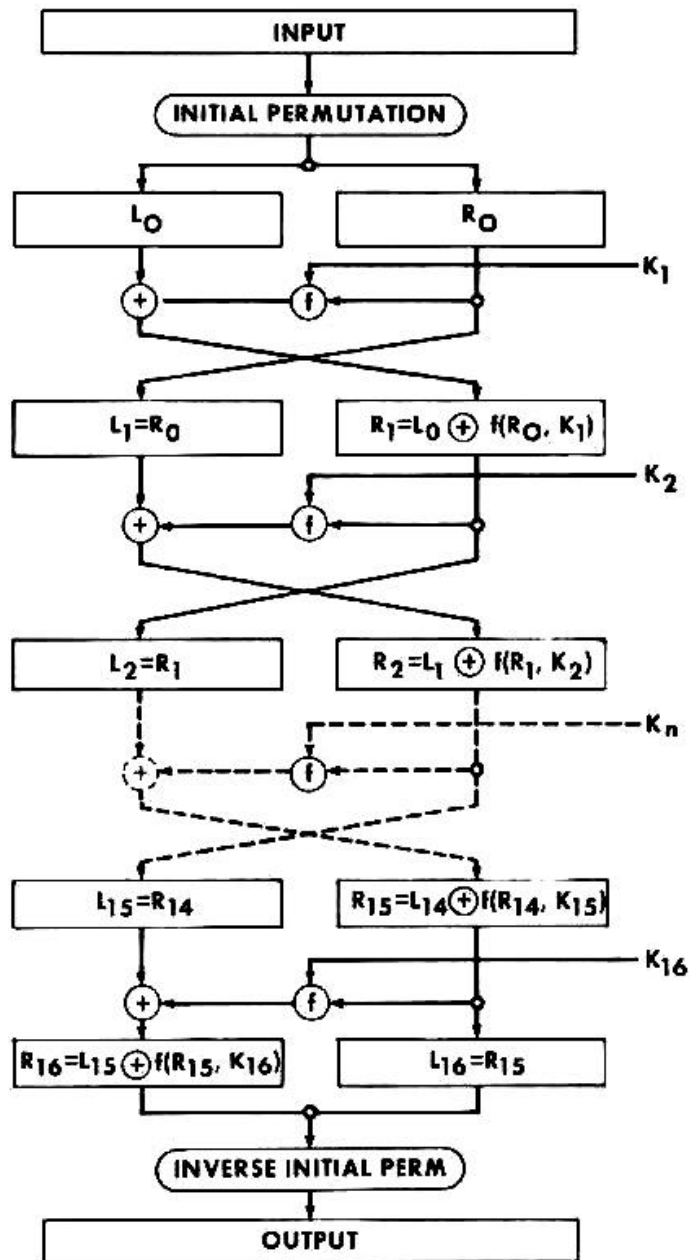 INPUT
INITIAL PERMUTATION
L0
R0
K1
+
f
L1=R0
R1=L0 ⊕ f(R0, K1)
K2
+
f
L2=R1
R2=L1 ⊕ f(R1, K2)
Kn
+
f
L15=R14
R15=L14⊕f(R14, K15)
K16
+
f
R16=L15⊕f(R15, K16)
L16=R15
INVERSE INITIAL PERM
OUTPUT